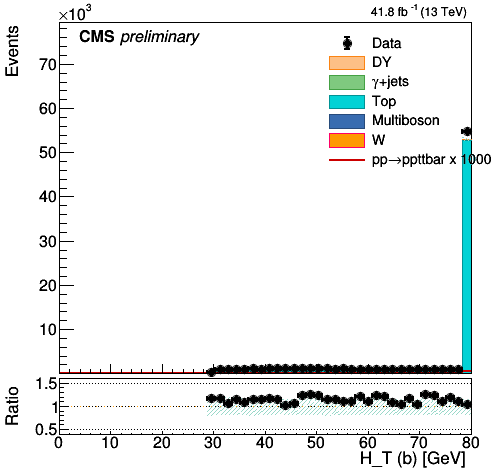 ×10³
41.8 fb⁻¹ (13 TeV)
CMS preliminary
Events
Data
DY
γ+jets
Top
Multiboson
W
pp→ppttbar x 1000
70
60
50
40
30
20
10
Ratio
1.5
1
0.5
0 10 20 30 40 50 60 70 80
H_T (b) [GeV]